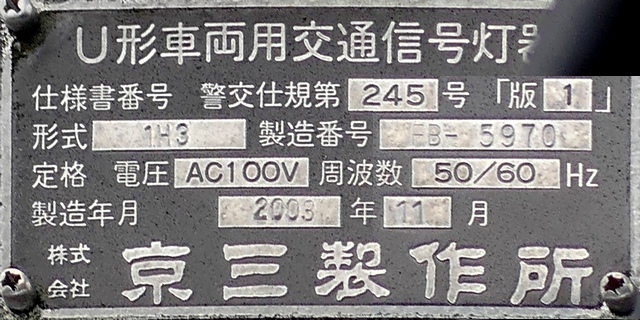 U形車両用交通信号灯器
仕様書番号 警交仕規第 245 号 「版 1 」
形式 1H3 製造番号 FB- 5970
定格 電圧 AC100V 周波数 50/60 Hz
製造年月 2003 年 11 月
株式会社 京三製作所